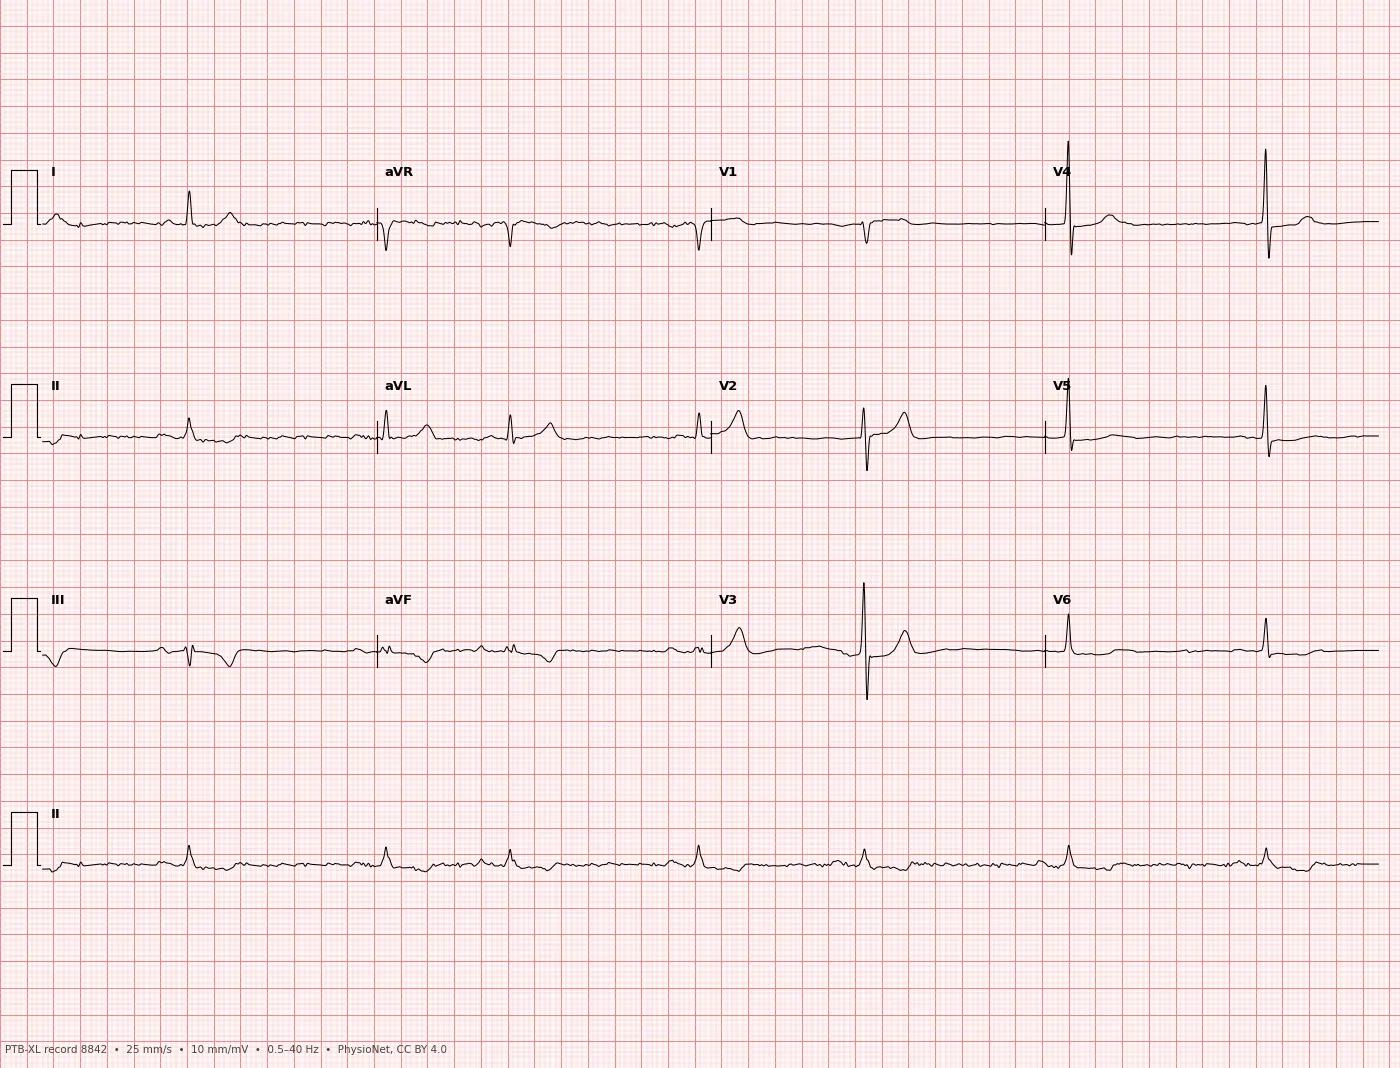 I aVR V1 V4
II aVL V2 V5
III aVF V3 V6
II
PTB-XL record 8842 • 25 mm/s • 10 mm/mV • 0.5–40 Hz • PhysioNet, CC BY 4.0